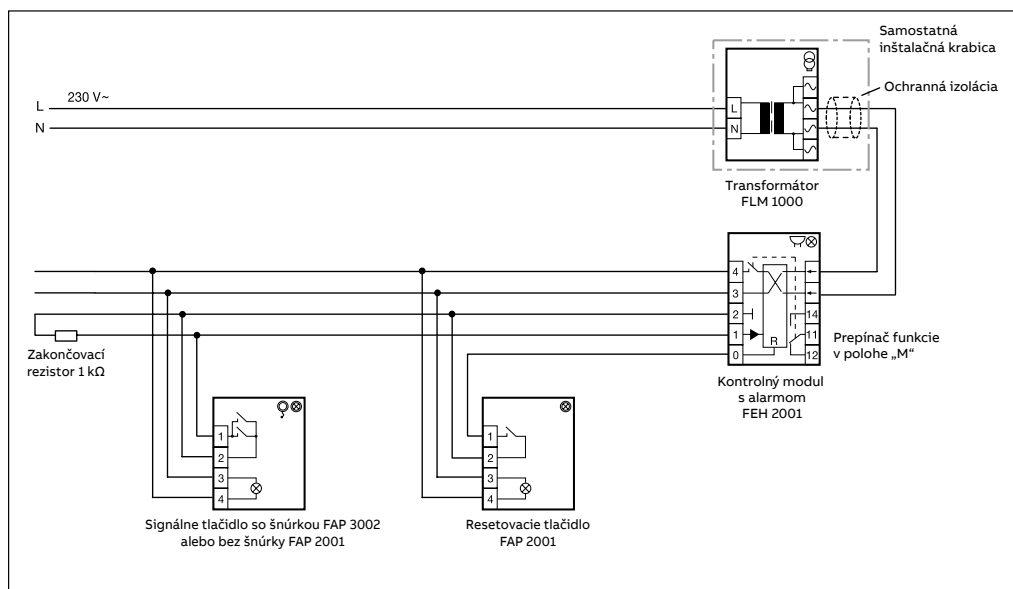 Samostatná
inštalačná krabica
Ochranná izolácia
L 230 V~
N
L
N
Transformátor
FLM 1000
4
3
2
1
0
R
14
11
12
Prepínač funkcie
v polohe „M“
Kontrolný modul
s alarmom
FEH 2001
Zakončovací
rezistor 1 kΩ
1
2
3
4
Signálne tlačidlo so šnúrkou FAP 3002
alebo bez šnúrky FAP 2001
1
2
3
4
Resetovacie tlačidlo
FAP 2001